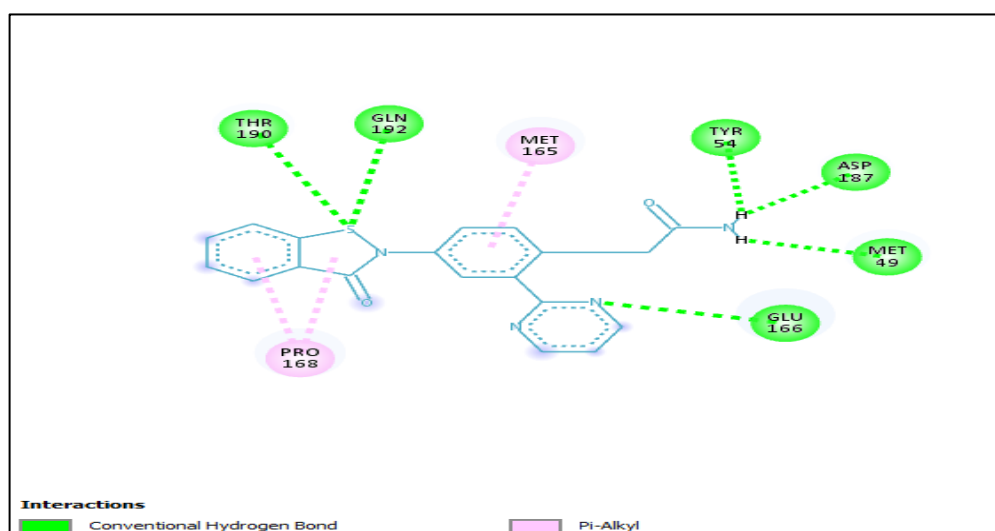 THR
190
GLN
192
MET
165
TYR
54
ASP
187
H
O
N
H
MET
49
S
N
O
N
N
GLU
166
PRO
168
Interactions
Conventional Hydrogen Bond
Pi-Alkyl